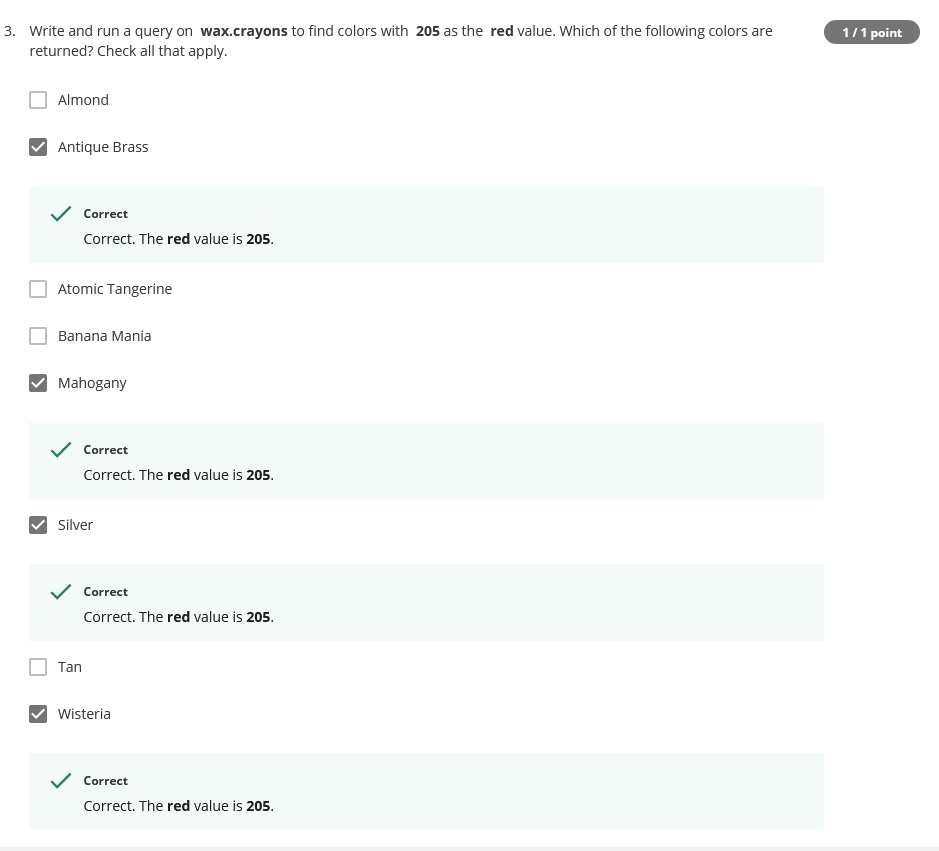 3. Write and run a query on wax.crayons to find colors with 205 as the red value. Which of the following colors are
returned? Check all that apply.
1 / 1 point
Almond
Antique Brass
Correct
Correct. The red value is 205.
Atomic Tangerine
Banana Mania
Mahogany
Correct
Correct. The red value is 205.
Silver
Correct
Correct. The red value is 205.
Tan
Wisteria
Correct
Correct. The red value is 205.